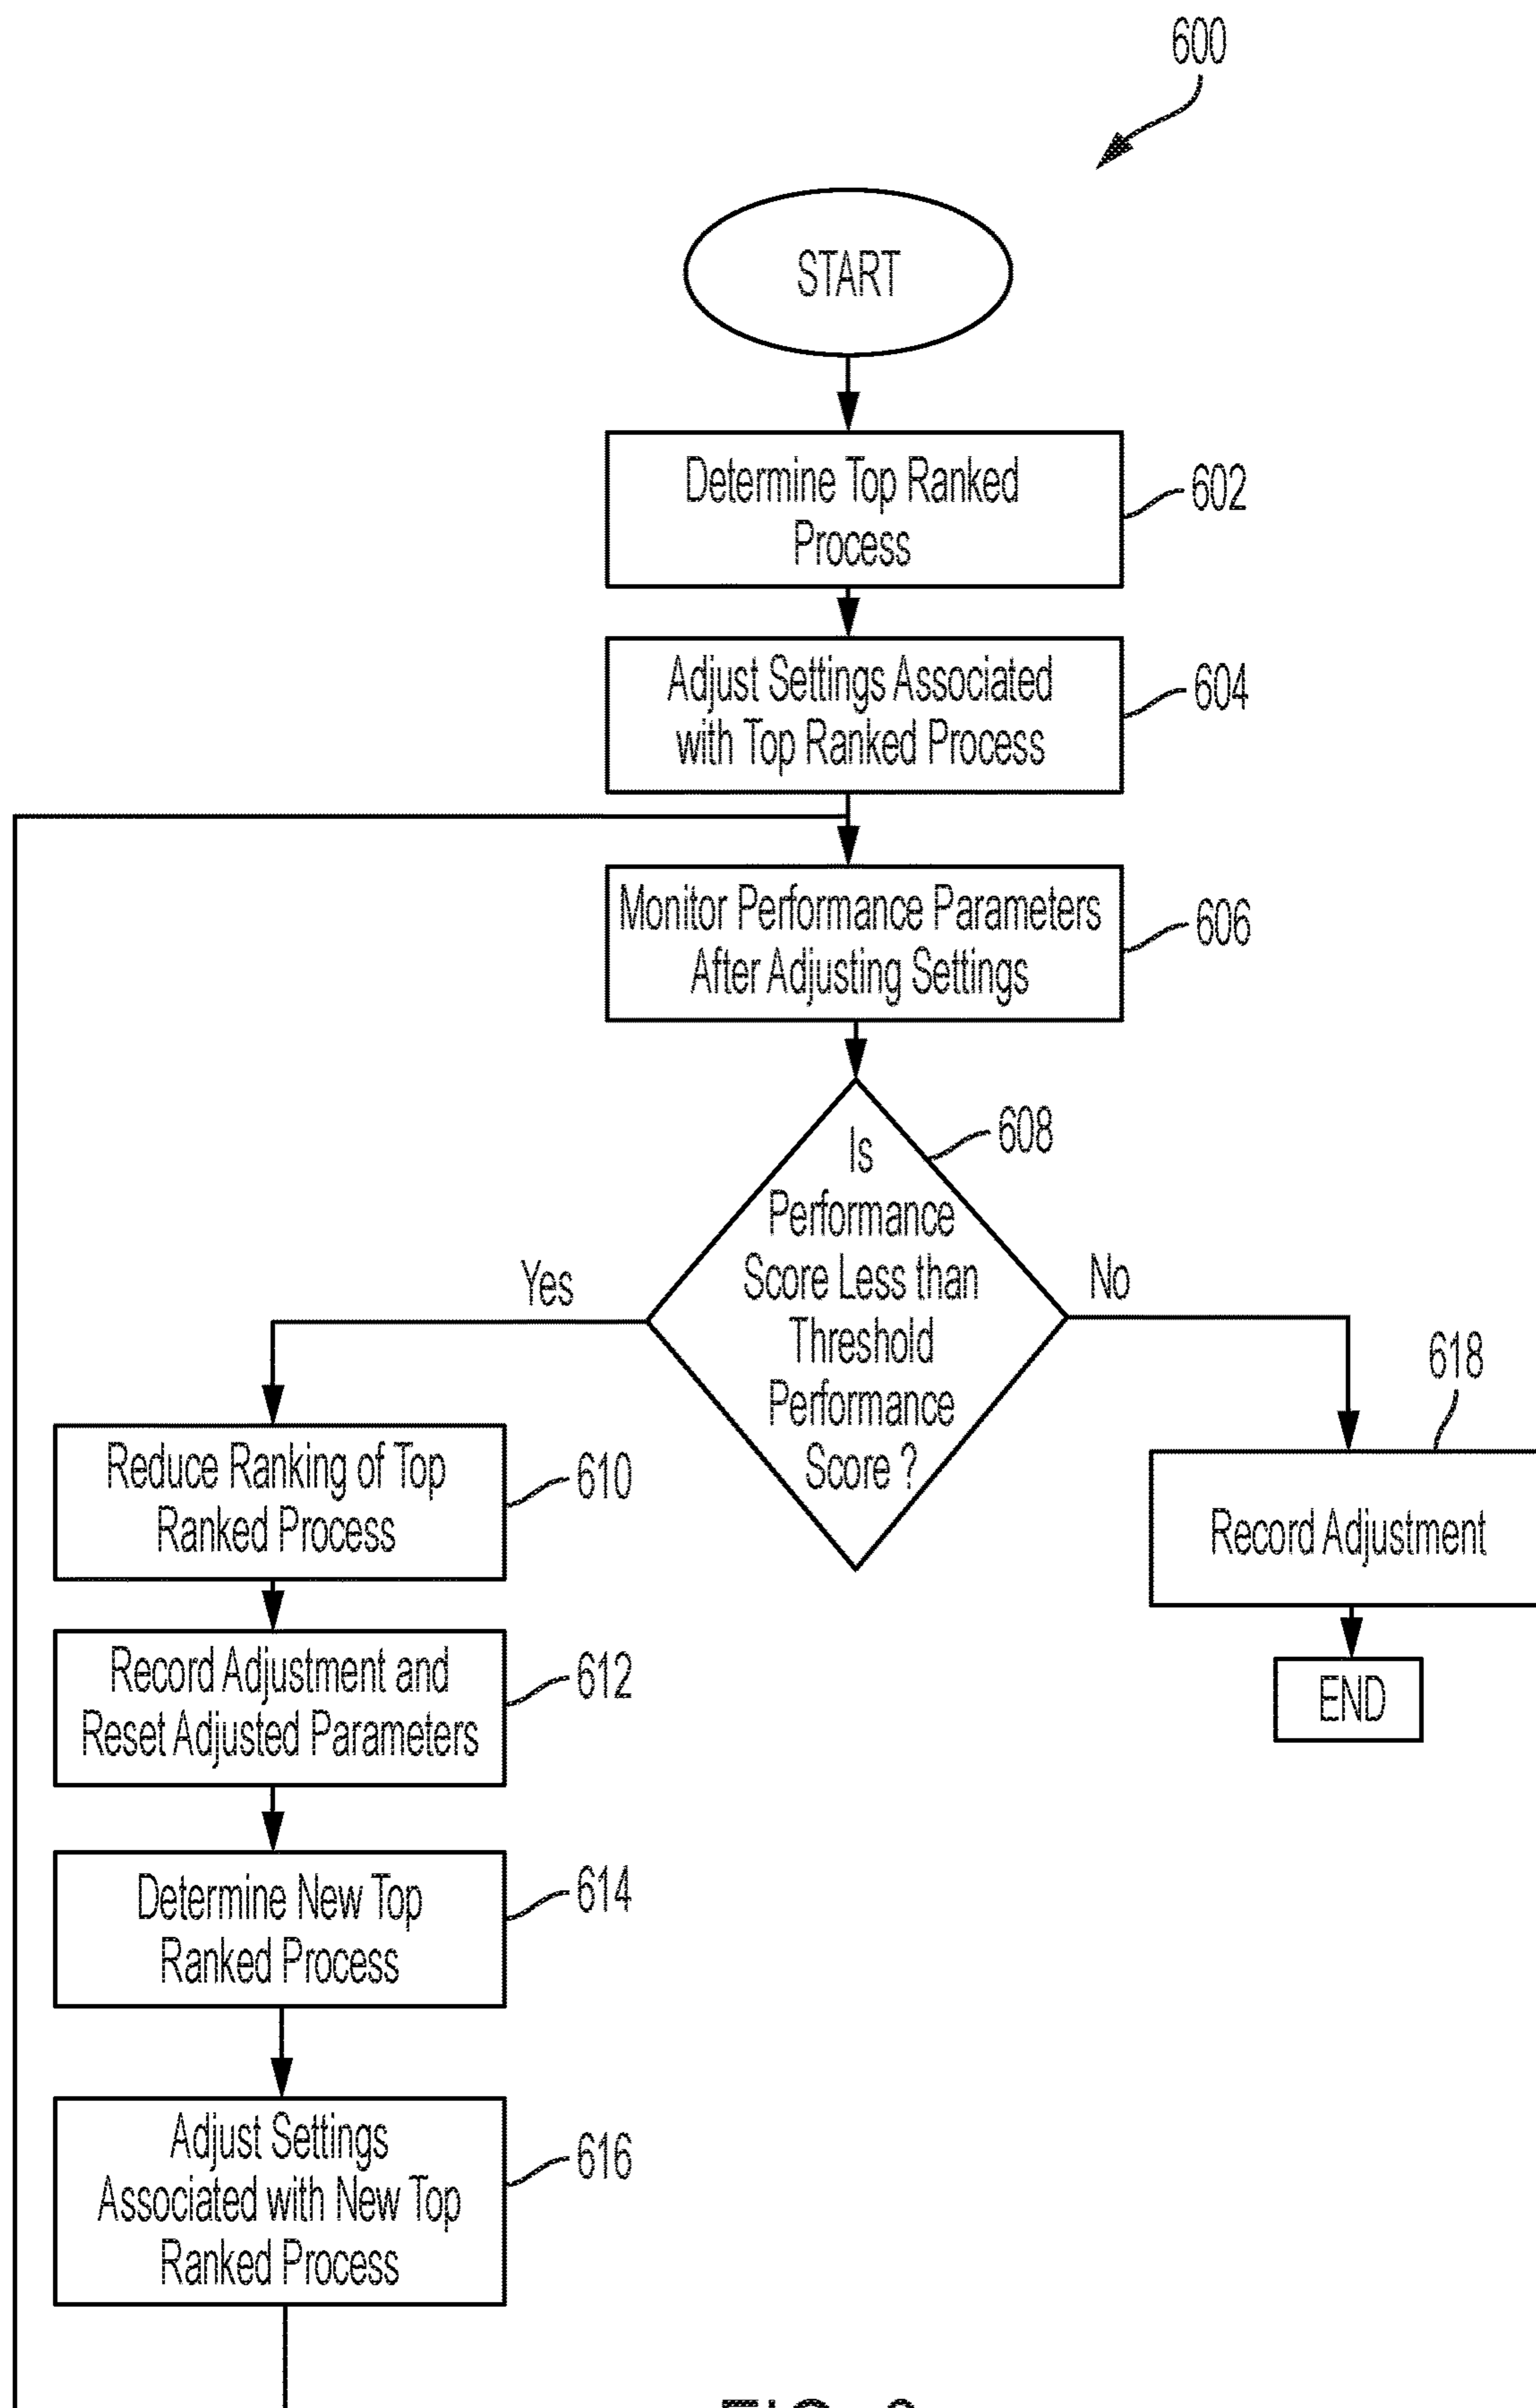 600
START
Determine Top Ranked
Process
602
Adjust Settings Associated
with Top Ranked Process
604
Monitor Performance Parameters
After Adjusting Settings
606
Is
Performance
Score Less than
Threshold
Performance
Score ?
608
Yes
No
Reduce Ranking of Top
Ranked Process
610
618
Record Adjustment
END
Record Adjustment and
Reset Adjusted Parameters
612
Determine New Top
Ranked Process
614
Adjust Settings
Associated with New Top
Ranked Process
616